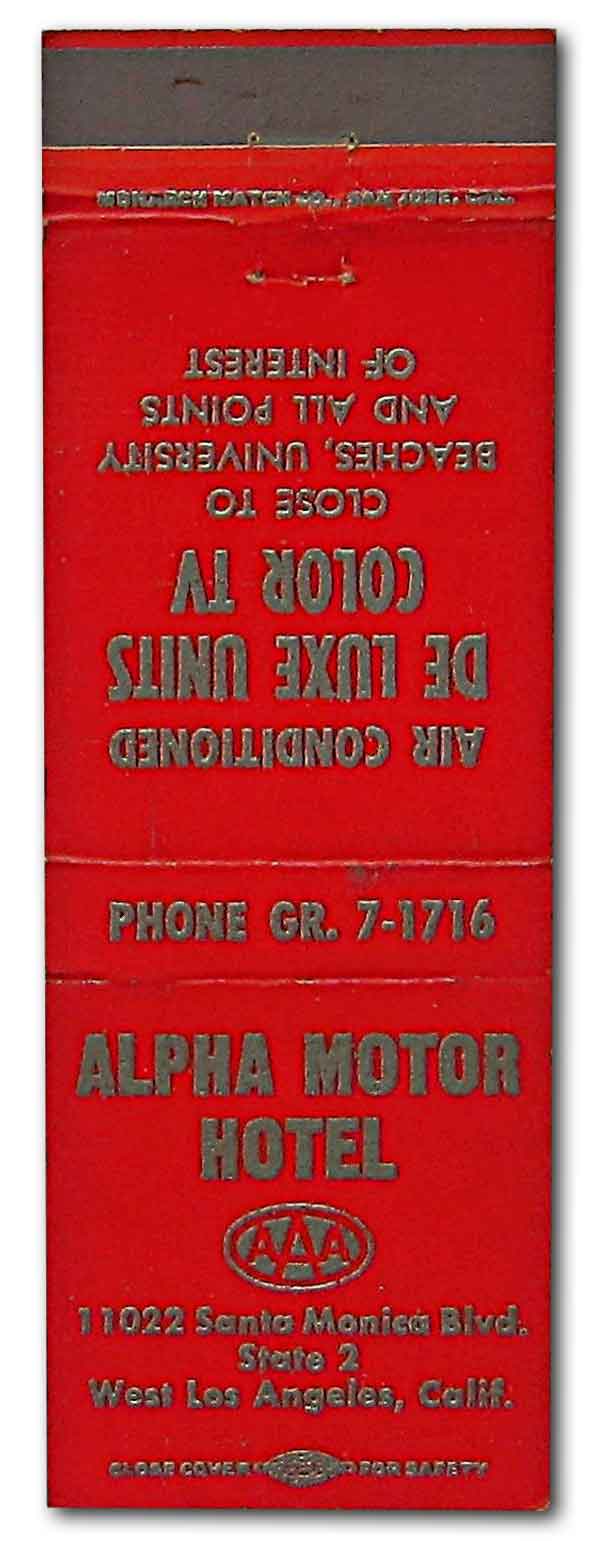 MONARCH MATCH CO., SAN JOSE, CAL.
AIR CONDITIONED
DE LUXE UNITS
COLOR TV
CLOSE TO
BEACHES, UNIVERSITY
AND ALL POINTS
OF INTEREST
PHONE GR. 7-1716
ALPHA MOTOR
HOTEL
AAA
11022 Santa Monica Blvd.
State 2
West Los Angeles, Calif.
CLOSE COVER FOR SAFETY